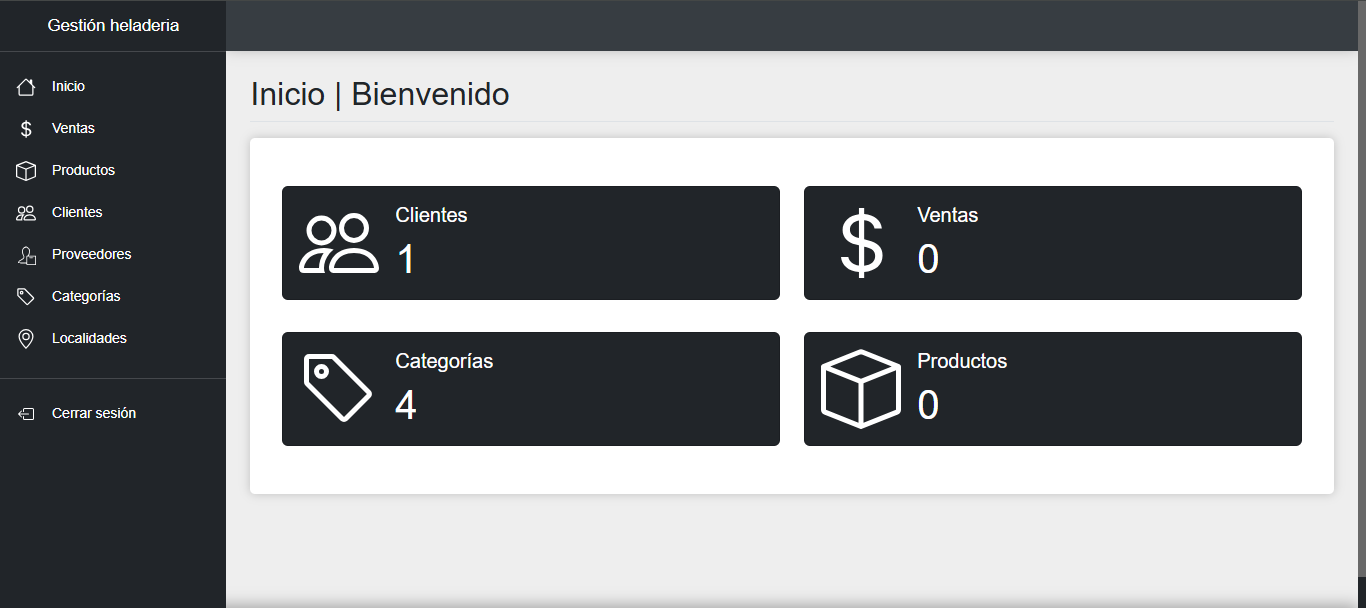 Gestión heladeria
Inicio
Ventas
Productos
Clientes
Proveedores
Categorías
Localidades
Cerrar sesión
Inicio | Bienvenido
Clientes
1
Ventas
0
Categorías
4
Productos
0